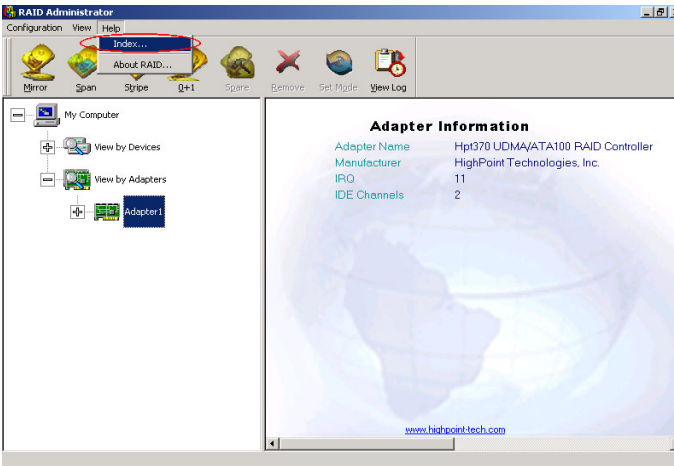 RAID Administrator
Configuration View Help
Index...
About RAID...
Mirror Span Stripe 0+1 Spare Remove Set Mode View Log
My Computer
View by Devices
View by Adapters
Adapter1
Adapter Information
Adapter Name Hpt370 UDMA/ATA100 RAID Controller
Manufacturer HighPoint Technologies, Inc.
IRQ 11
IDE Channels 2
www.highpoint-tech.com